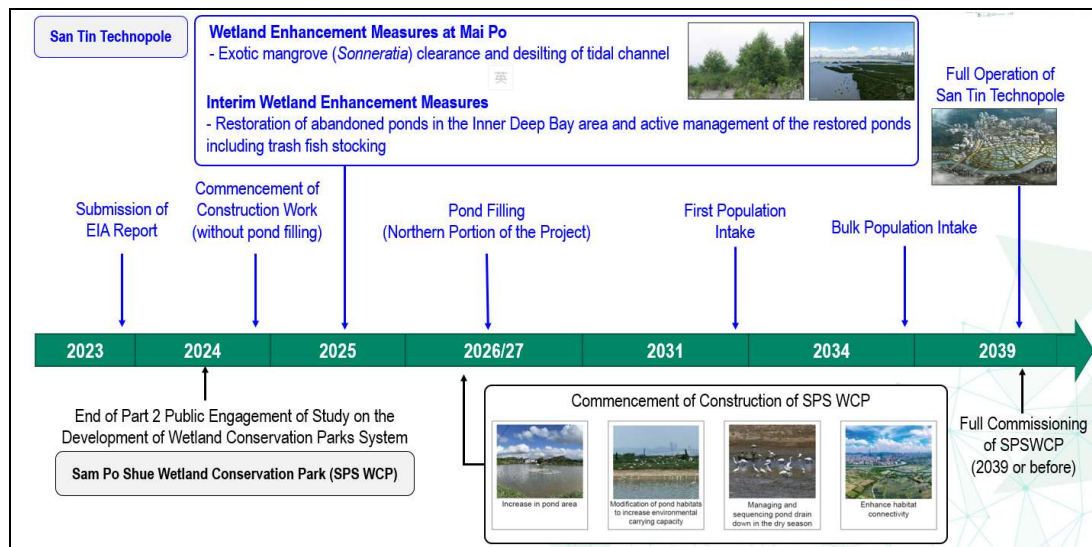 San Tin Technopole
Wetland Enhancement Measures at Mai Po
- Exotic mangrove (Sonneratia) clearance and desilting of tidal channel
英
Interim Wetland Enhancement Measures
- Restoration of abandoned ponds in the Inner Deep Bay area and active management of the restored ponds
including trash fish stocking
Full Operation of
San Tin Technopole
Submission of
EIA Report
Commencement of
Construction Work
(without pond filling)
Pond Filling
(Northern Portion of the Project)
First Population
Intake
Bulk Population Intake
2023
2024
2025
2026/27
2031
2034
2039
End of Part 2 Public Engagement of Study on the
Development of Wetland Conservation Parks System
Sam Po Shue Wetland Conservation Park (SPS WCP)
Commencement of Construction of SPS WCP
Increase in pond area
Modification of pond habitats
to increase environmental
carrying capacity
Managing and
sequencing pond drain
down in the dry season
Enhance habitat
connectivity
Full Commissioning
of SPSWCP
(2039 or before)